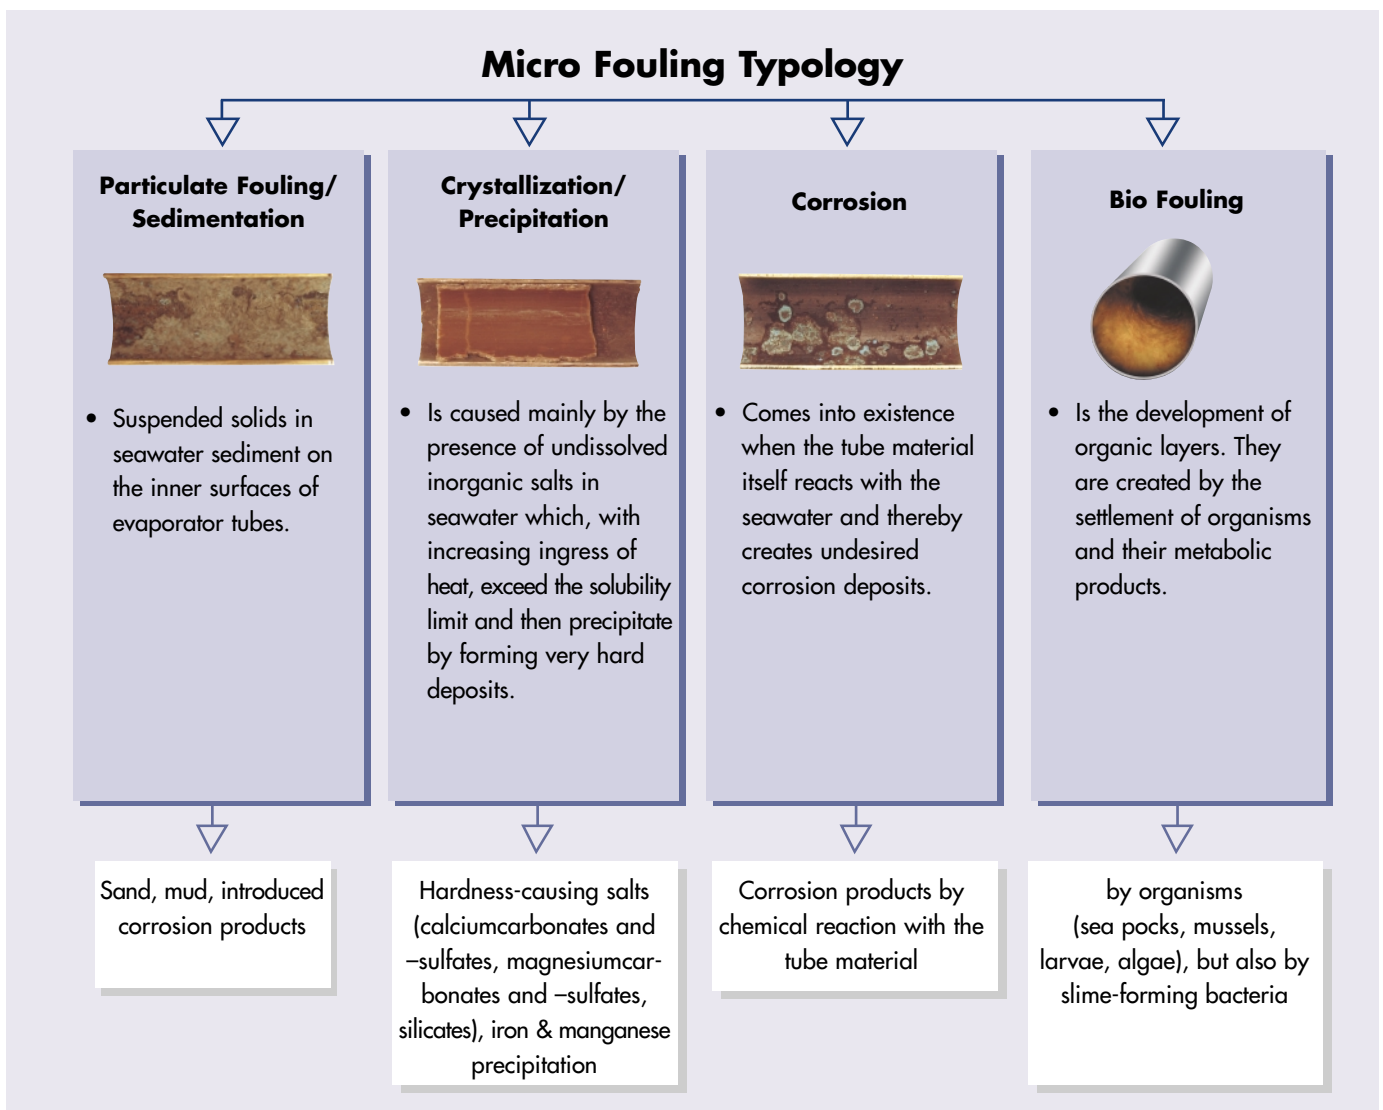 Micro Fouling Typology
Particulate Fouling/
Sedimentation
• Suspended solids in
seawater sediment on
the inner surfaces of
evaporator tubes.
Sand, mud, introduced
corrosion products
Crystallization/
Precipitation
• Is caused mainly by the
presence of undissolved
inorganic salts in
seawater which, with
increasing ingress of
heat, exceed the solubility
limit and then precipitate
by forming very hard
deposits.
Hardness-causing salts
(calciumcarbonates and
–sulfates, magnesiumcar-
bonates and –sulfates,
silicates), iron & manganese
precipitation
Corrosion
• Comes into existence
when the tube material
itself reacts with the
seawater and thereby
creates undesired
corrosion deposits.
Corrosion products by
chemical reaction with the
tube material
Bio Fouling
• Is the development of
organic layers. They
are created by the
settlement of organisms
and their metabolic
products.
by organisms
(sea pocks, mussels,
larvae, algae), but also by
slime-forming bacteria